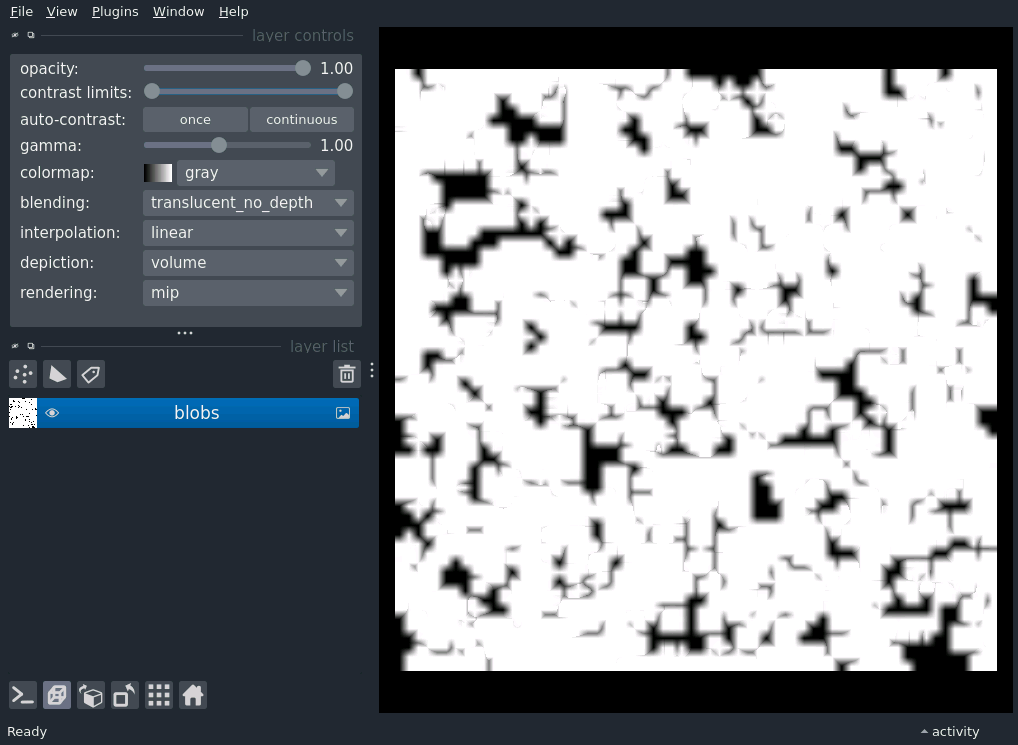 File View Plugins Window Help
layer controls
opacity: 1.00
contrast limits:
auto-contrast: once continuous
gamma: 1.00
colormap: gray
blending: translucent_no_depth
interpolation: linear
depiction: volume
rendering: mip
layer list
blobs
Ready
activity